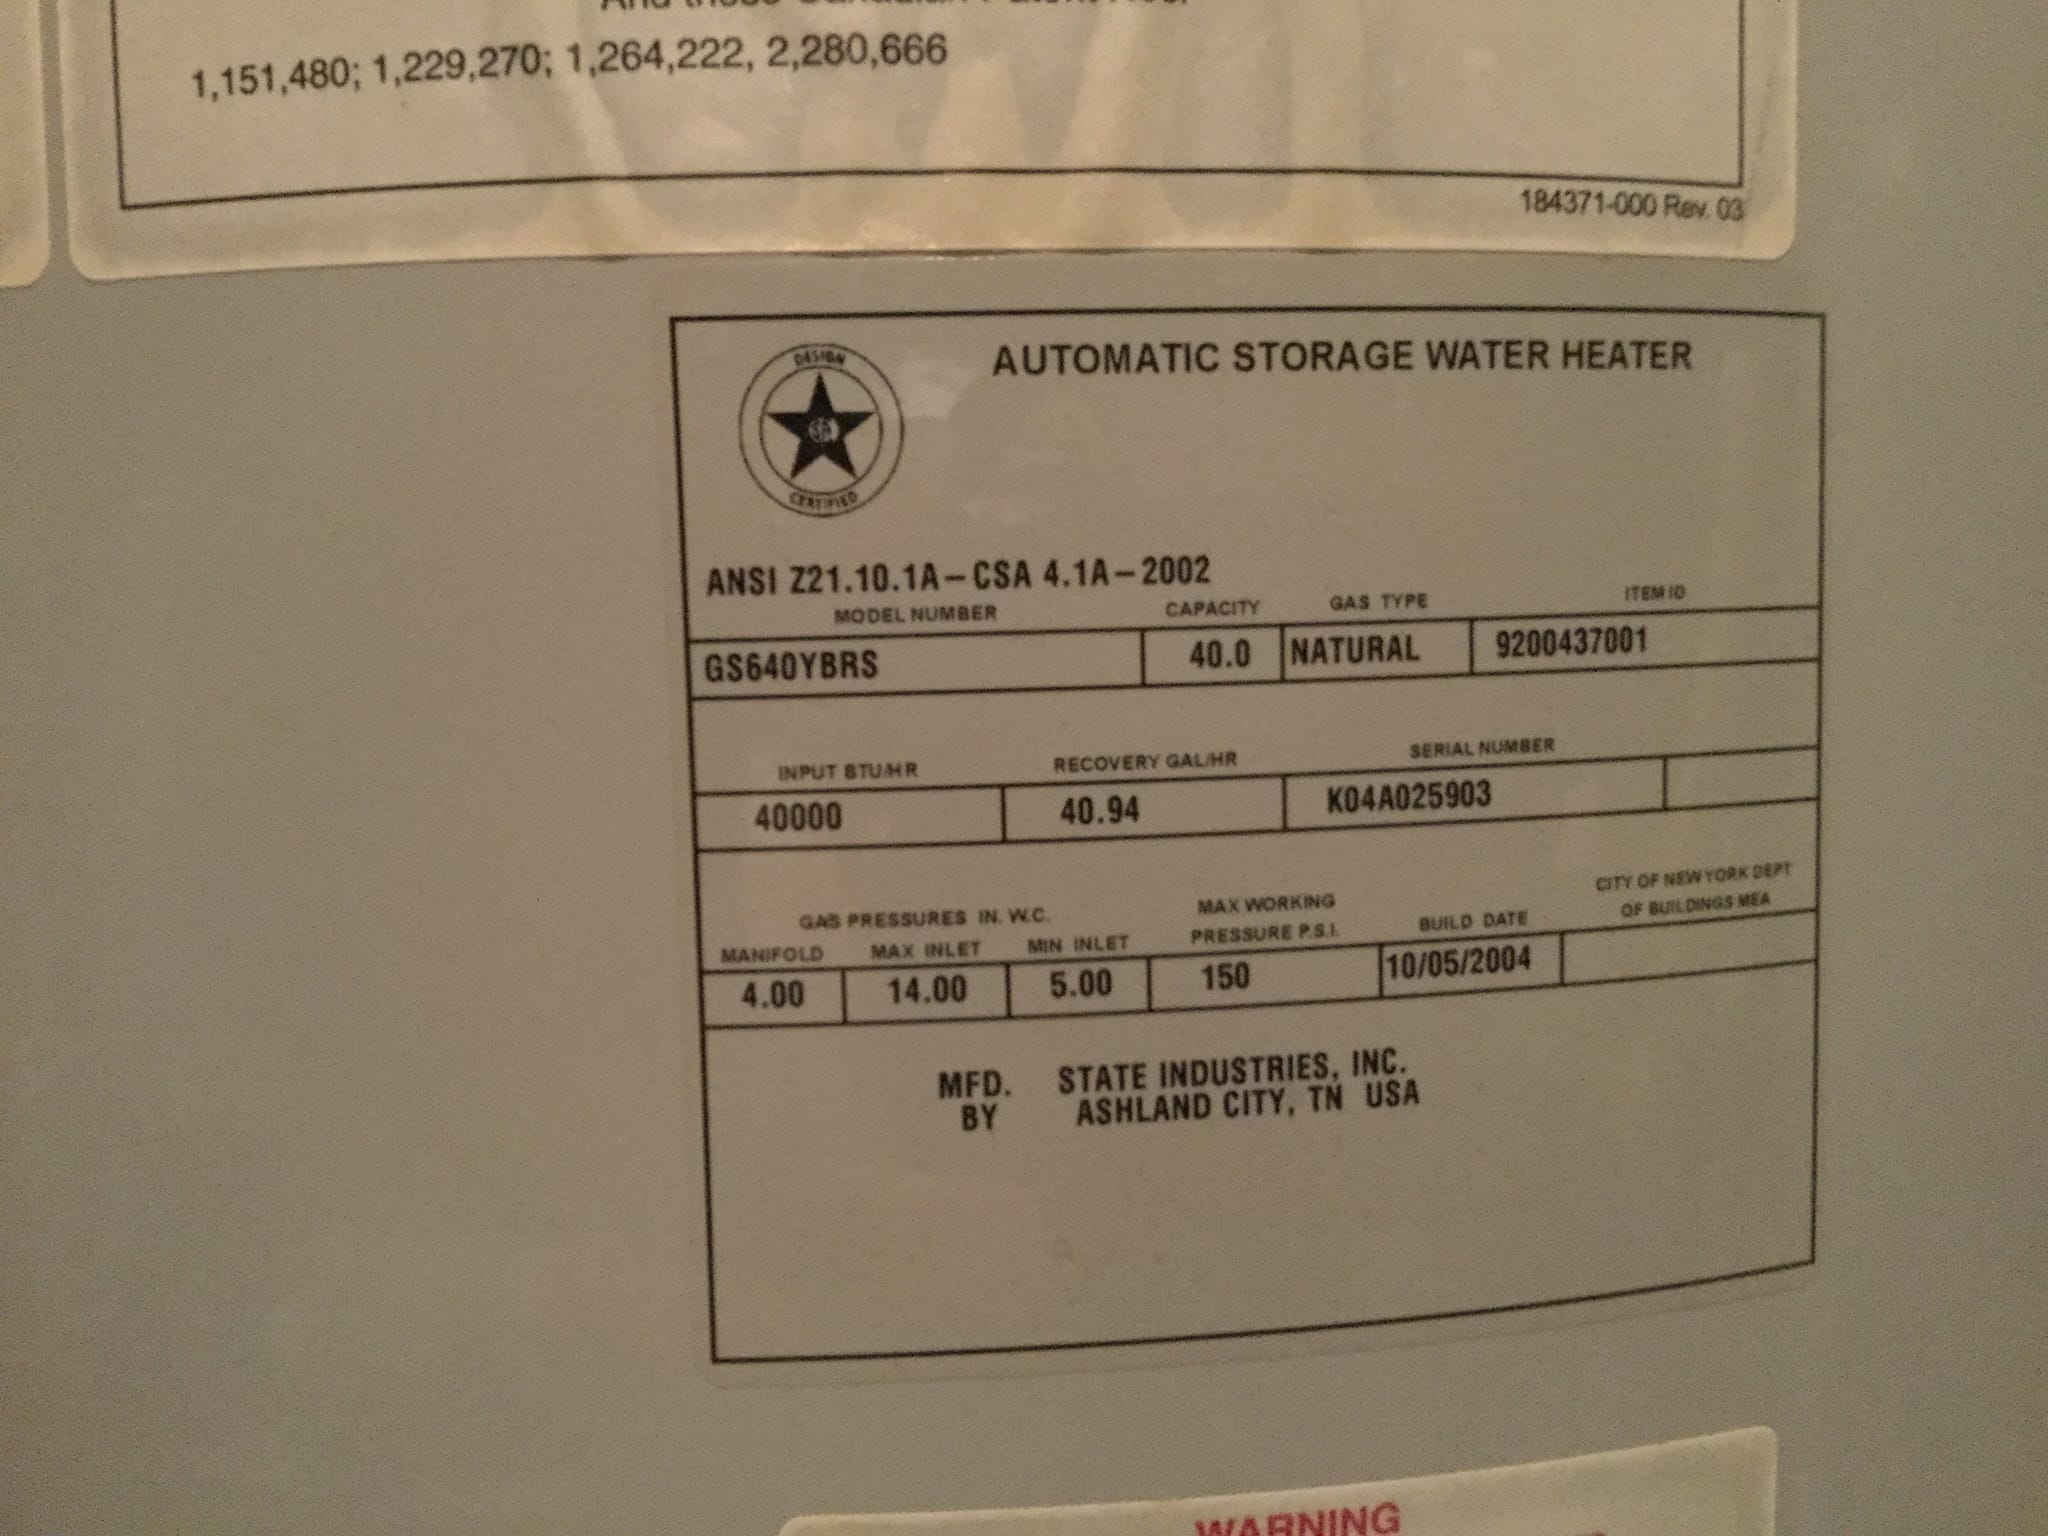 1,151,480; 1,229,270; 1,264,222, 2,280,666
184371-000 Rev. 03
DESIGN
CERTIFIED
AUTOMATIC STORAGE WATER HEATER
ANSI Z21.10.1A-CSA 4.1A-2002
MODEL NUMBER CAPACITY GAS TYPE ITEM ID
GS640YBRS 40.0 NATURAL 9200437001
INPUT BTU/HR RECOVERY GAL/HR SERIAL NUMBER
40000 40.94 K04A025903
GAS PRESSURES IN. W.C. MAX WORKING CITY OF NEW YORK DEPT
MANIFOLD MAX INLET MIN INLET PRESSURE P.S.I. BUILD DATE OF BUILDINGS MEA
4.00 14.00 5.00 150 10/05/2004
MFD. STATE INDUSTRIES, INC.
BY ASHLAND CITY, TN USA
WARNING